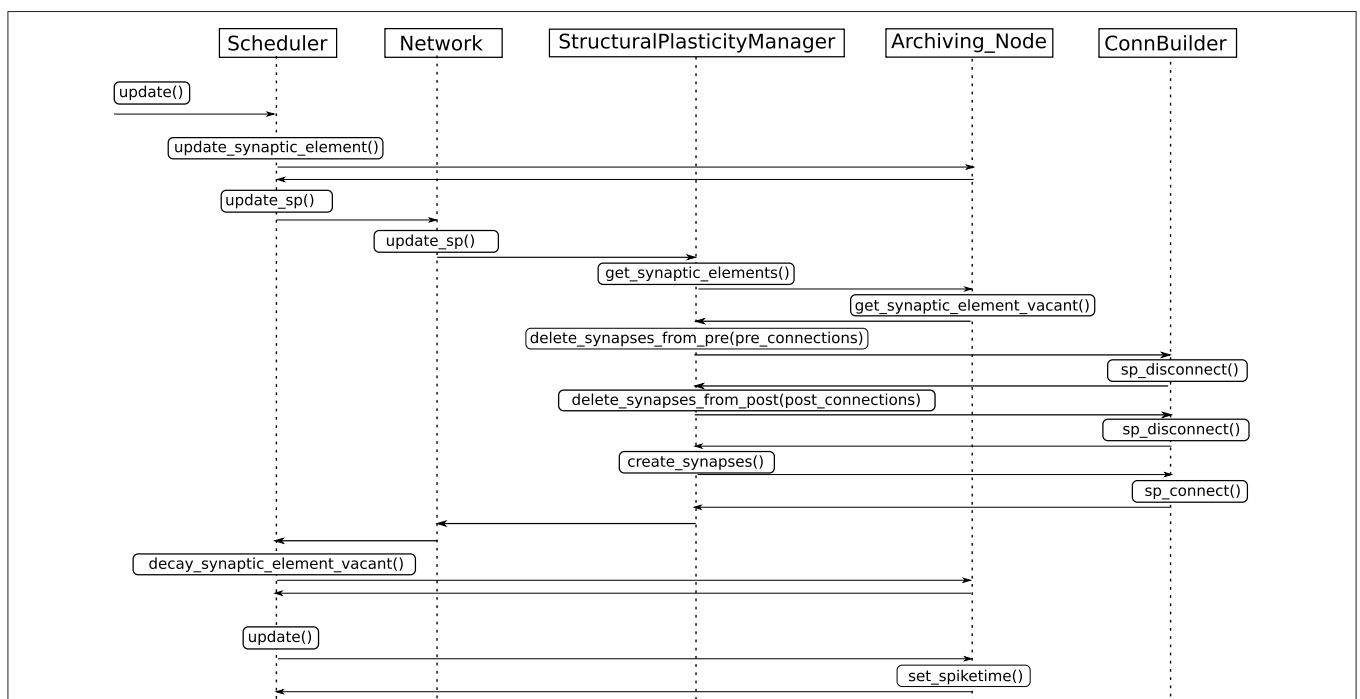 Scheduler
Network
StructuralPlasticityManager
Archiving_Node
ConnBuilder
update()
update_synaptic_element()
update_sp()
update_sp()
get_synaptic_elements()
get_synaptic_element_vacant()
delete_synapses_from_pre(pre_connections)
sp_disconnect()
delete_synapses_from_post(post_connections)
sp_disconnect()
create_synapses()
sp_connect()
decay_synaptic_element_vacant()
update()
set_spiketime()